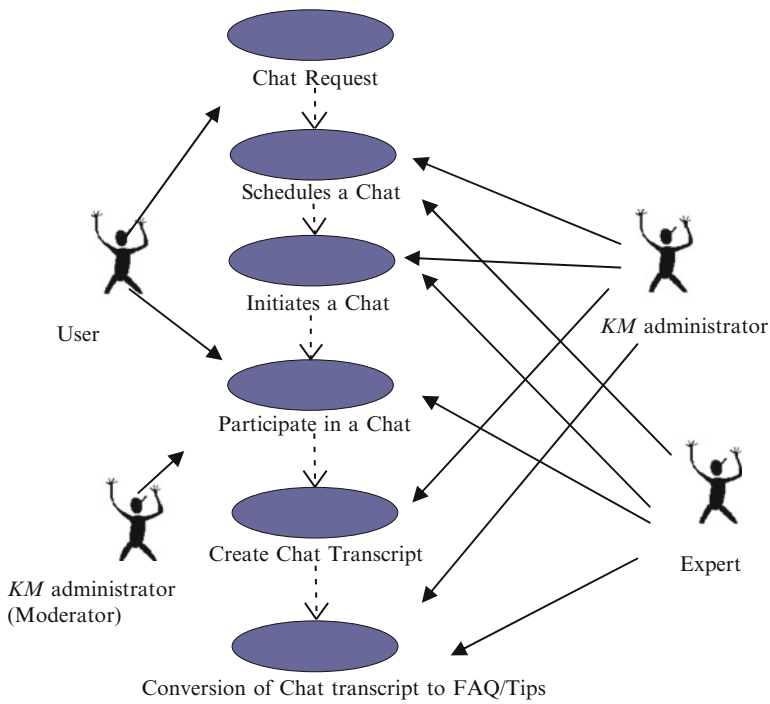 Chat Request
Schedules a Chat
Initiates a Chat
User
KM administrator
Participate in a Chat
Create Chat Transcript
Expert
KM administrator
(Moderator)
Conversion of Chat transcript to FAQ/Tips